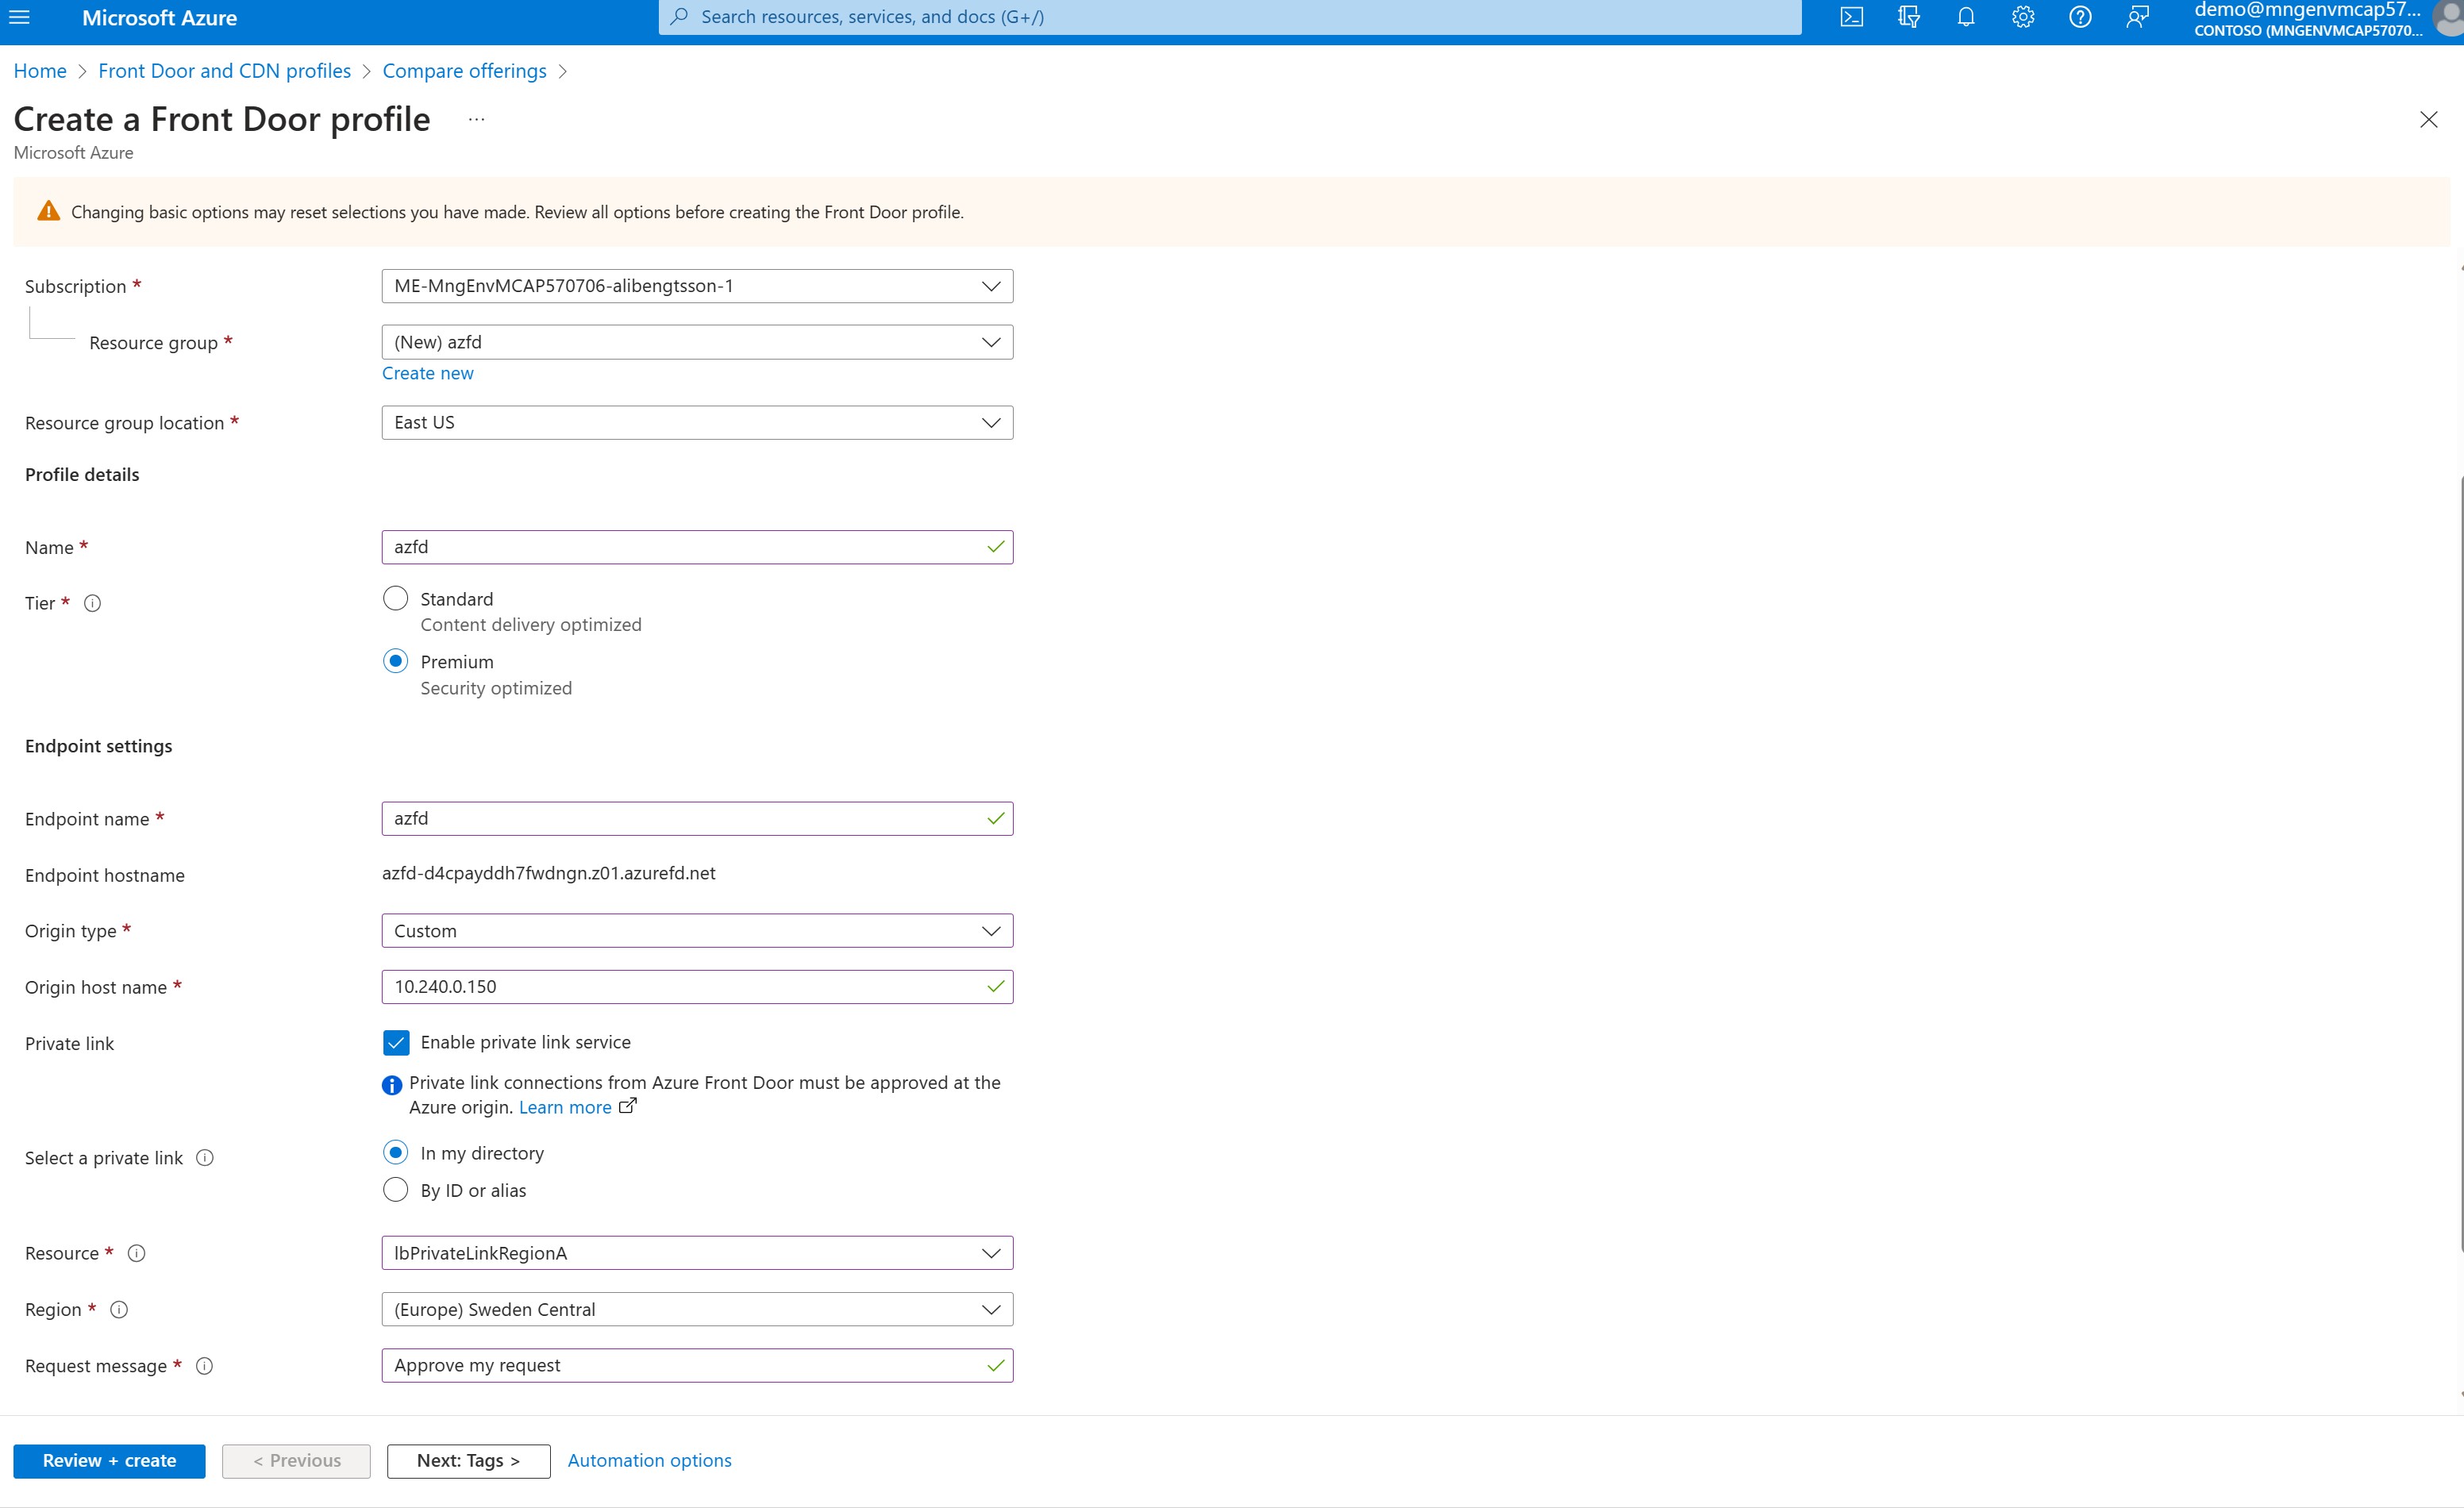 Microsoft Azure
Search resources, services, and docs (G+/)
demo@mngenvmcap57...
CONTOSO (MNGENVMCAP57070...
Home > Front Door and CDN profiles > Compare offerings >
Create a Front Door profile ...
Microsoft Azure
Changing basic options may reset selections you have made. Review all options before creating the Front Door profile.
Subscription * ME-MngEnvMCAP570706-alibengtsson-1
Resource group * (New) azfd
Create new
Resource group location * East US
Profile details
Name * azfd
Tier * Standard
Content delivery optimized
Premium
Security optimized
Endpoint settings
Endpoint name * azfd
Endpoint hostname azfd-d4cpayddh7fwdngn.z01.azurefd.net
Origin type * Custom
Origin host name * 10.240.0.150
Private link Enable private link service
Private link connections from Azure Front Door must be approved at the
Azure origin. Learn more
Select a private link In my directory
By ID or alias
Resource * lbPrivateLinkRegionA
Region * (Europe) Sweden Central
Request message * Approve my request
Review + create < Previous Next: Tags > Automation options